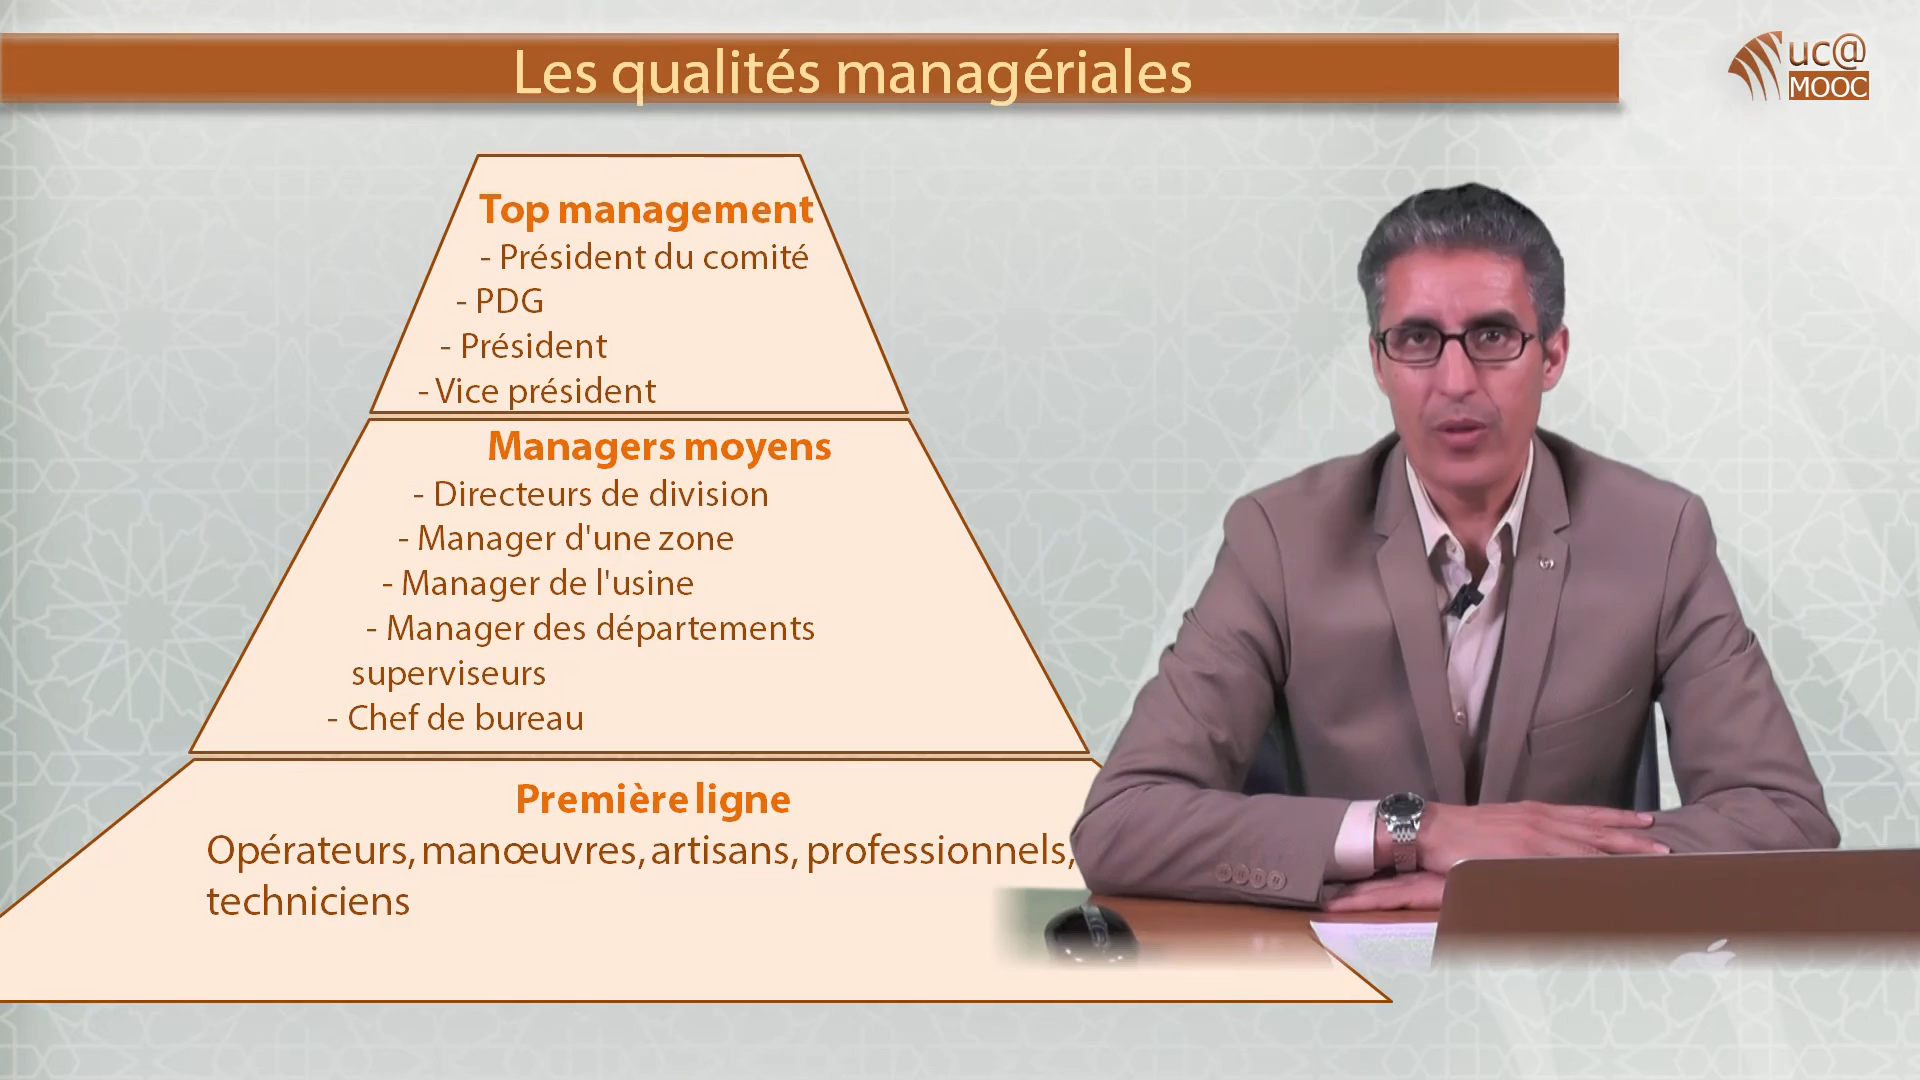 Les qualités managériales
uc@
MOOC
Top management
- Président du comité
- PDG
- Président
- Vice président
Managers moyens
- Directeurs de division
- Manager d'une zone
- Manager de l'usine
- Manager des départements
superviseurs
- Chef de bureau
Première ligne
Opérateurs, manœuvres, artisans, professionnels,
techniciens